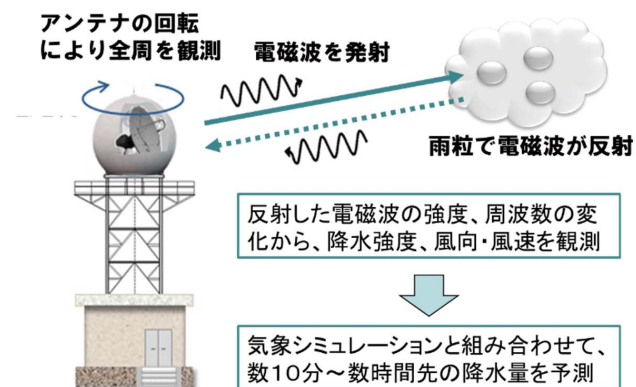 アンテナの回転
により全周を観測
電磁波を発射
雨粒で電磁波が反射
反射した電磁波の強度、周波数の変
化から、降水強度、風向・風速を観測
気象シミュレーションと組み合わせて、
数10分～数時間先の降水量を予測